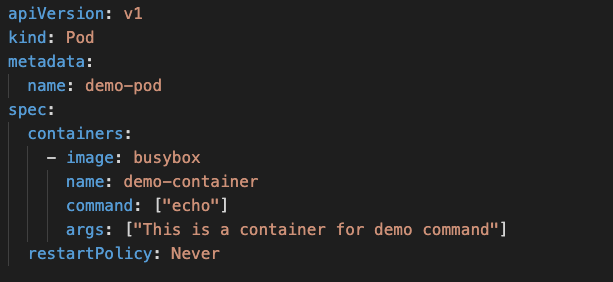 apiVersion: v1
kind: Pod
metadata:
  name: demo-pod
spec:
  containers:
    - image: busybox
      name: demo-container
      command: ["echo"]
      args: ["This is a container for demo command"]
  restartPolicy: Never